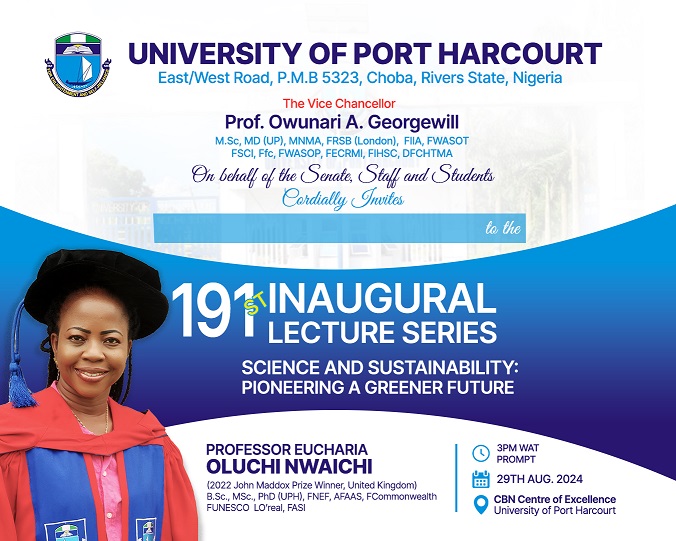 UNIVERSITY OF PORT HARCOURT
East/West Road, P.M.B 5323, Choba, Rivers State, Nigeria
The Vice Chancellor
Prof. Owunari A. Georgewill
M.Sc, MD (UP), MNMA, FRSB (London),  FIIA, FWASOT
FSCI, Ffc, FWASOP, FECRMI, FIHSC, DFCHTMA
On behalf of the Senate, Staff and Students
Cordially Invites
to the
191ST INAUGURAL
LECTURE SERIES
SCIENCE AND SUSTAINABILITY:
PIONEERING A GREENER FUTURE
PROFESSOR EUCHARIA
OLUCHI NWAICHI
(2022 John Maddox Prize Winner, United Kingdom)
B.Sc., MSc., PhD (UPH), FNEF, AFAAS, FCommonwealth
FUNESCO  LO'real, FASI
3PM WAT
PROMPT
29TH AUG. 2024
CBN Centre of Excellence
University of Port Harcourt